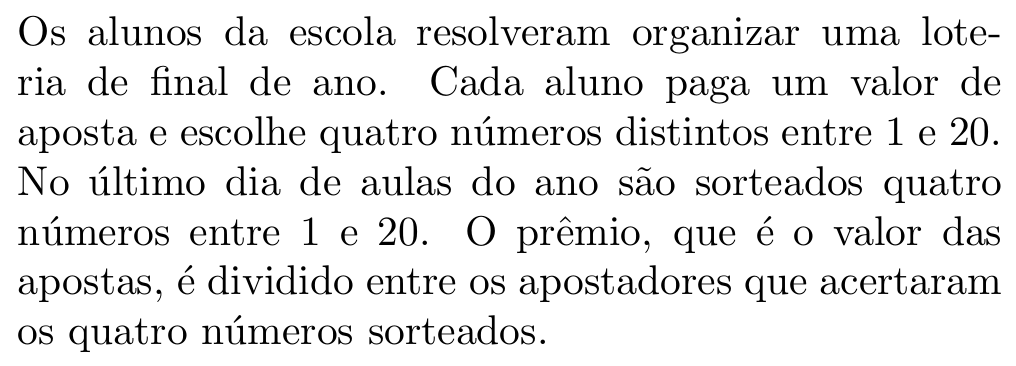 Os alunos da escola resolveram organizar uma lote-
ria de final de ano. Cada aluno paga um valor de
aposta e escolhe quatro números distintos entre 1 e 20.
No último dia de aulas do ano são sorteados quatro
números entre 1 e 20. O prêmio, que é o valor das
apostas, é dividido entre os apostadores que acertaram
os quatro números sorteados.